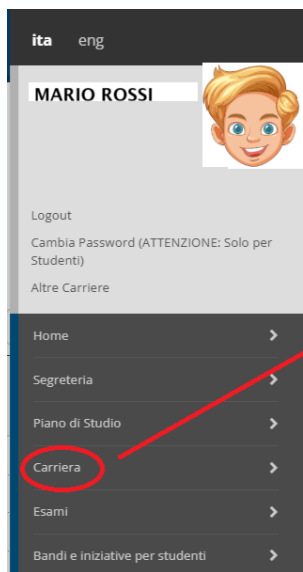 ita eng
MARIO ROSSI
Logout
Cambia Password (ATTENZIONE: Solo per
Studenti)
Altre Carriere
Home
Segreteria
Piano di Studio
Carriera
Esami
Bandi e iniziative per studenti